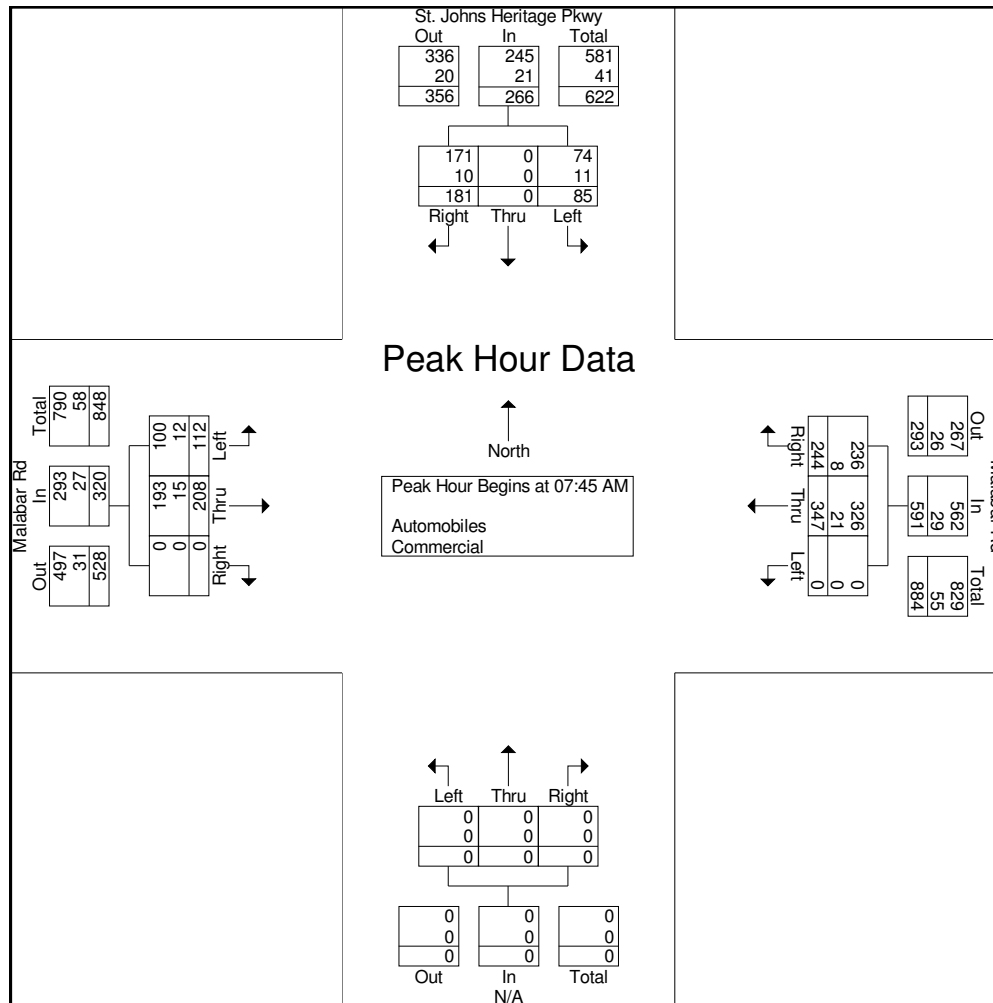 St. Johns Heritage Pkwy
Out In Total
336 245 581
20 21 41
356 266 622
171 0 74
10 0 11
181 0 85
Right Thru Left
Peak Hour Data
North
Peak Hour Begins at 07:45 AM
Automobiles
Commercial
Malabar Rd
Out In Total
497 293 790
31 27 58
528 320 848
Right Thru Left
0 193 100
0 15 12
0 208 112
Out In Total
267 562 829
26 29 55
293 591 884
236 326 0
8 21 0
244 347 0
Right Thru Left
Left Thru Right
0 0 0
0 0 0
0 0 0
0 0 0
0 0 0
0 0 0
Out In Total
N/A